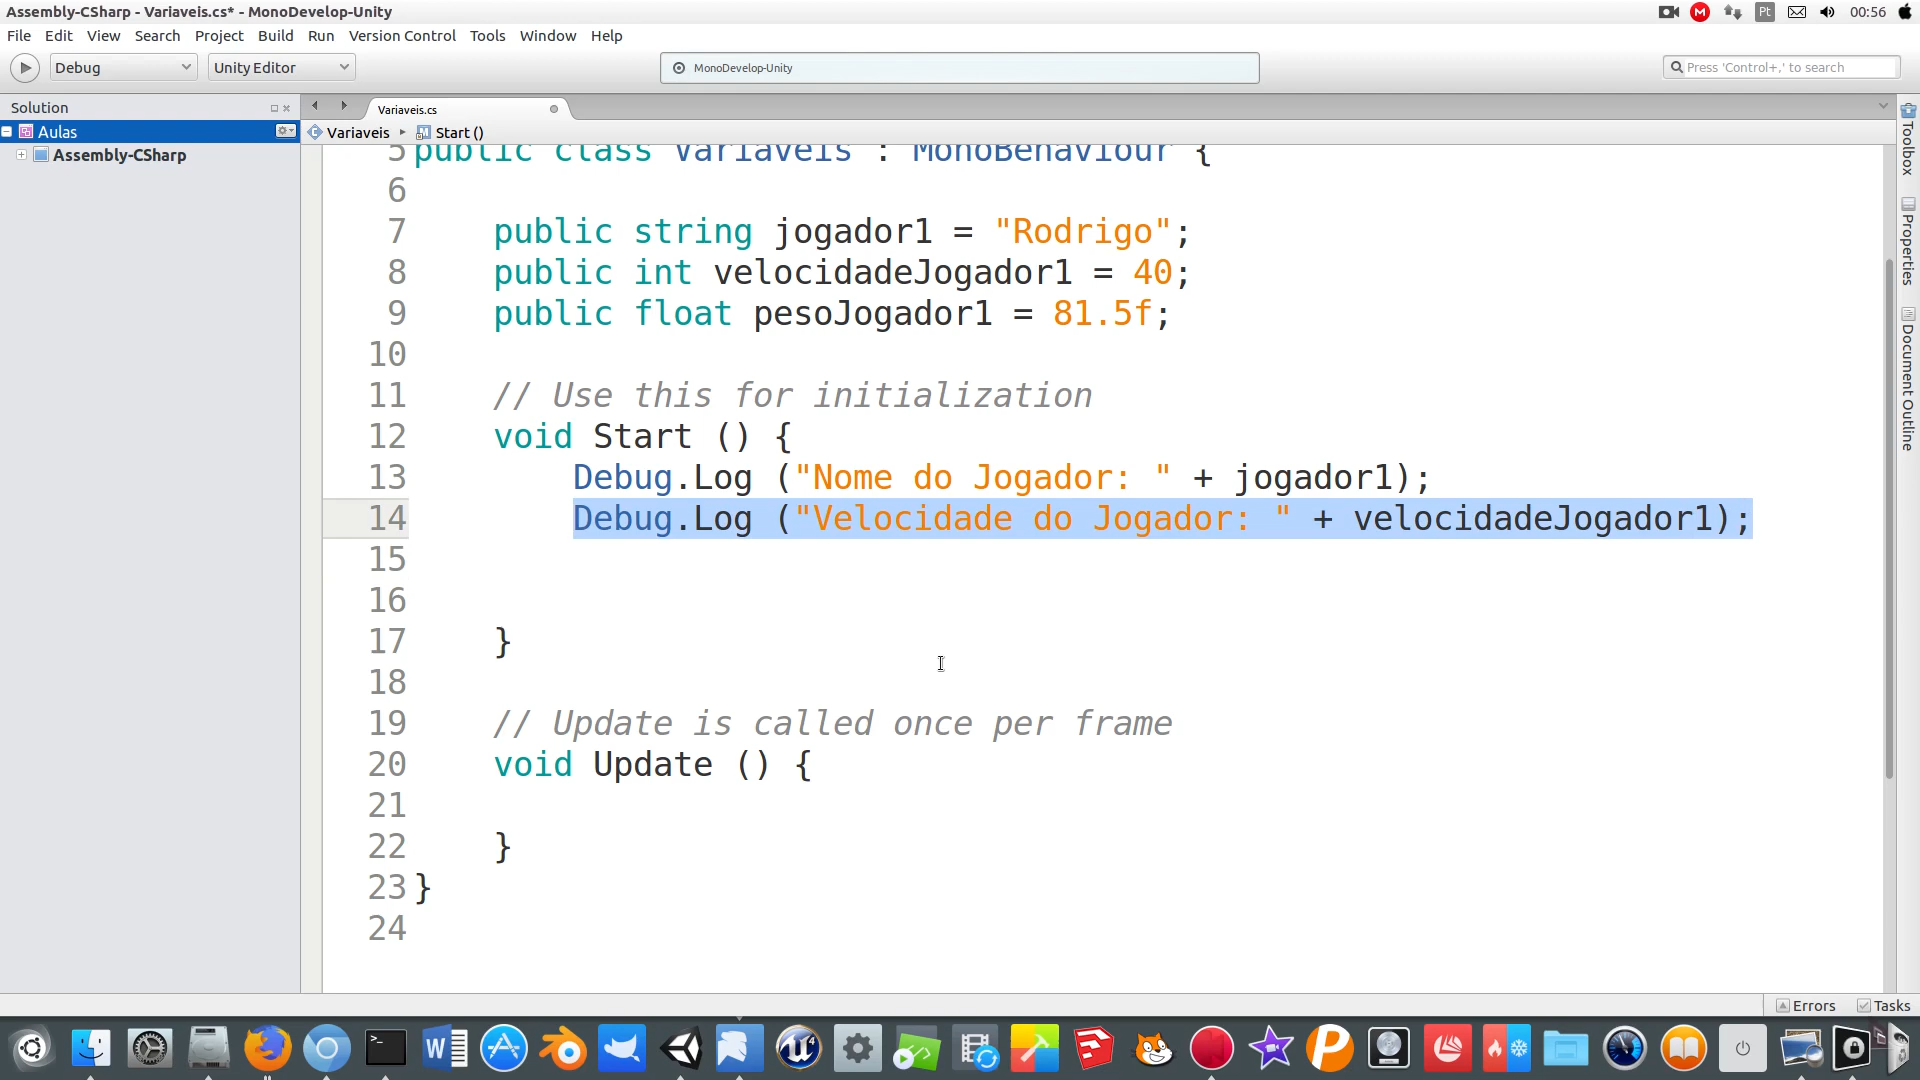 Assembly-CSharp - Variaveis.cs* - MonoDevelop-Unity
Pt
00:56
File Edit View Search Project Build Run Version Control Tools Window Help
Debug
Unity Editor
MonoDevelop-Unity
Press 'Control+,' to search
Solution
Aulas
Assembly-CSharp
Variaveis.cs
Variaveis
Start ()
5 public class Variaveis : MonoBehaviour {
6
7 public string jogador1 = "Rodrigo";
8 public int velocidadeJogador1 = 40;
9 public float pesoJogador1 = 81.5f;
10
11 // Use this for initialization
12 void Start () {
13 Debug.Log ("Nome do Jogador: " + jogador1);
14 Debug.Log ("Velocidade do Jogador: " + velocidadeJogador1);
15
16
17 }
18
19 // Update is called once per frame
20 void Update () {
21
22 }
23 }
24
Toolbox
Properties
Document Outline
Errors
Tasks